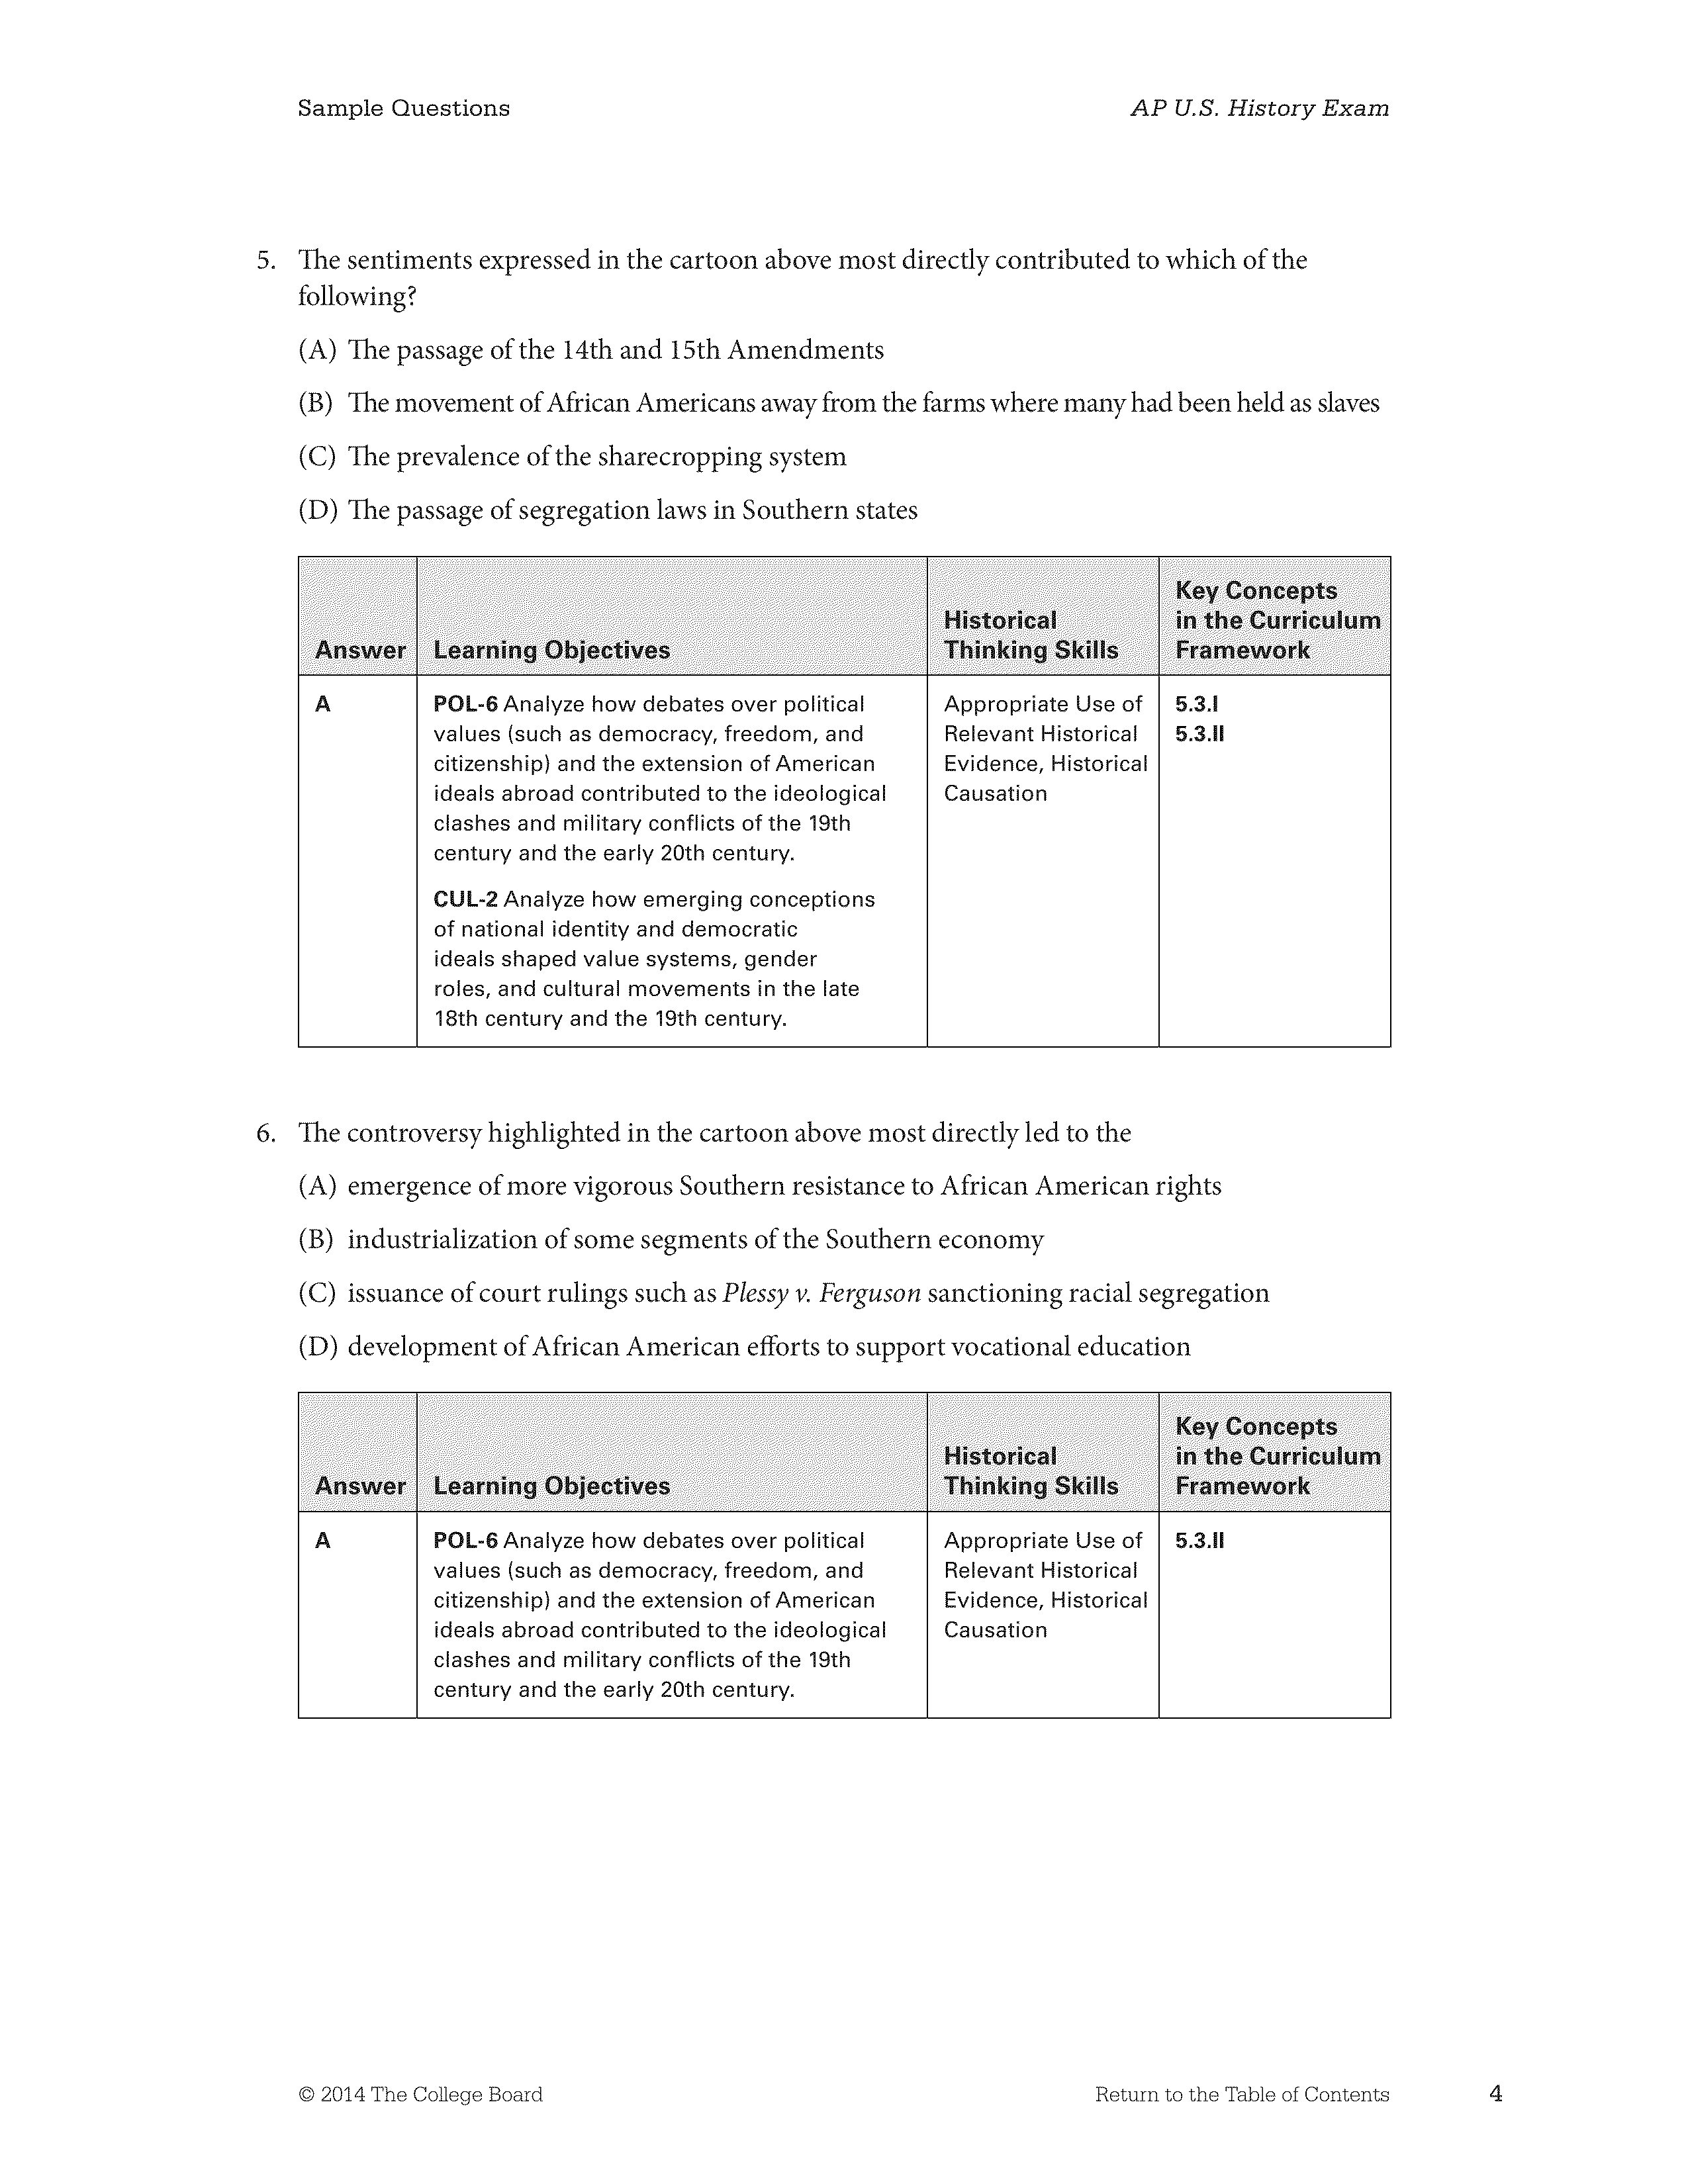 Sample Questions
AP U.S. History Exam
5. The sentiments expressed in the cartoon above most directly contributed to which of the
following?
(A) The passage of the 14th and 15th Amendments
(B) The movement of African Americans away from the farms where many had been held as slaves
(C) The prevalence of the sharecropping system
(D) The passage of segregation laws in Southern states
Answer
Learning Objectives
Historical
Thinking Skills
Key Concepts
in the Curriculum
Framework
A
POL-6 Analyze how debates over political
values (such as democracy, freedom, and
citizenship) and the extension of American
ideals abroad contributed to the ideological
clashes and military conflicts of the 19th
century and the early 20th century.
CUL-2 Analyze how emerging conceptions
of national identity and democratic
ideals shaped value systems, gender
roles, and cultural movements in the late
18th century and the 19th century.
Appropriate Use of
Relevant Historical
Evidence, Historical
Causation
5.3.I
5.3.II
6. The controversy highlighted in the cartoon above most directly led to the
(A) emergence of more vigorous Southern resistance to African American rights
(B) industrialization of some segments of the Southern economy
(C) issuance of court rulings such as Plessy v. Ferguson sanctioning racial segregation
(D) development of African American efforts to support vocational education
Answer
Learning Objectives
Historical
Thinking Skills
Key Concepts
in the Curriculum
Framework
A
POL-6 Analyze how debates over political
values (such as democracy, freedom, and
citizenship) and the extension of American
ideals abroad contributed to the ideological
clashes and military conflicts of the 19th
century and the early 20th century.
Appropriate Use of
Relevant Historical
Evidence, Historical
Causation
5.3.II
© 2014 The College Board
Return to the Table of Contents
4